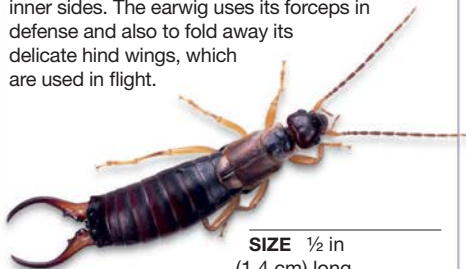 inner sides. The earwig uses its forceps in
defense and also to fold away its
delicate hind wings, which
are used in flight.
SIZE ½ in
(1.4 cm) long